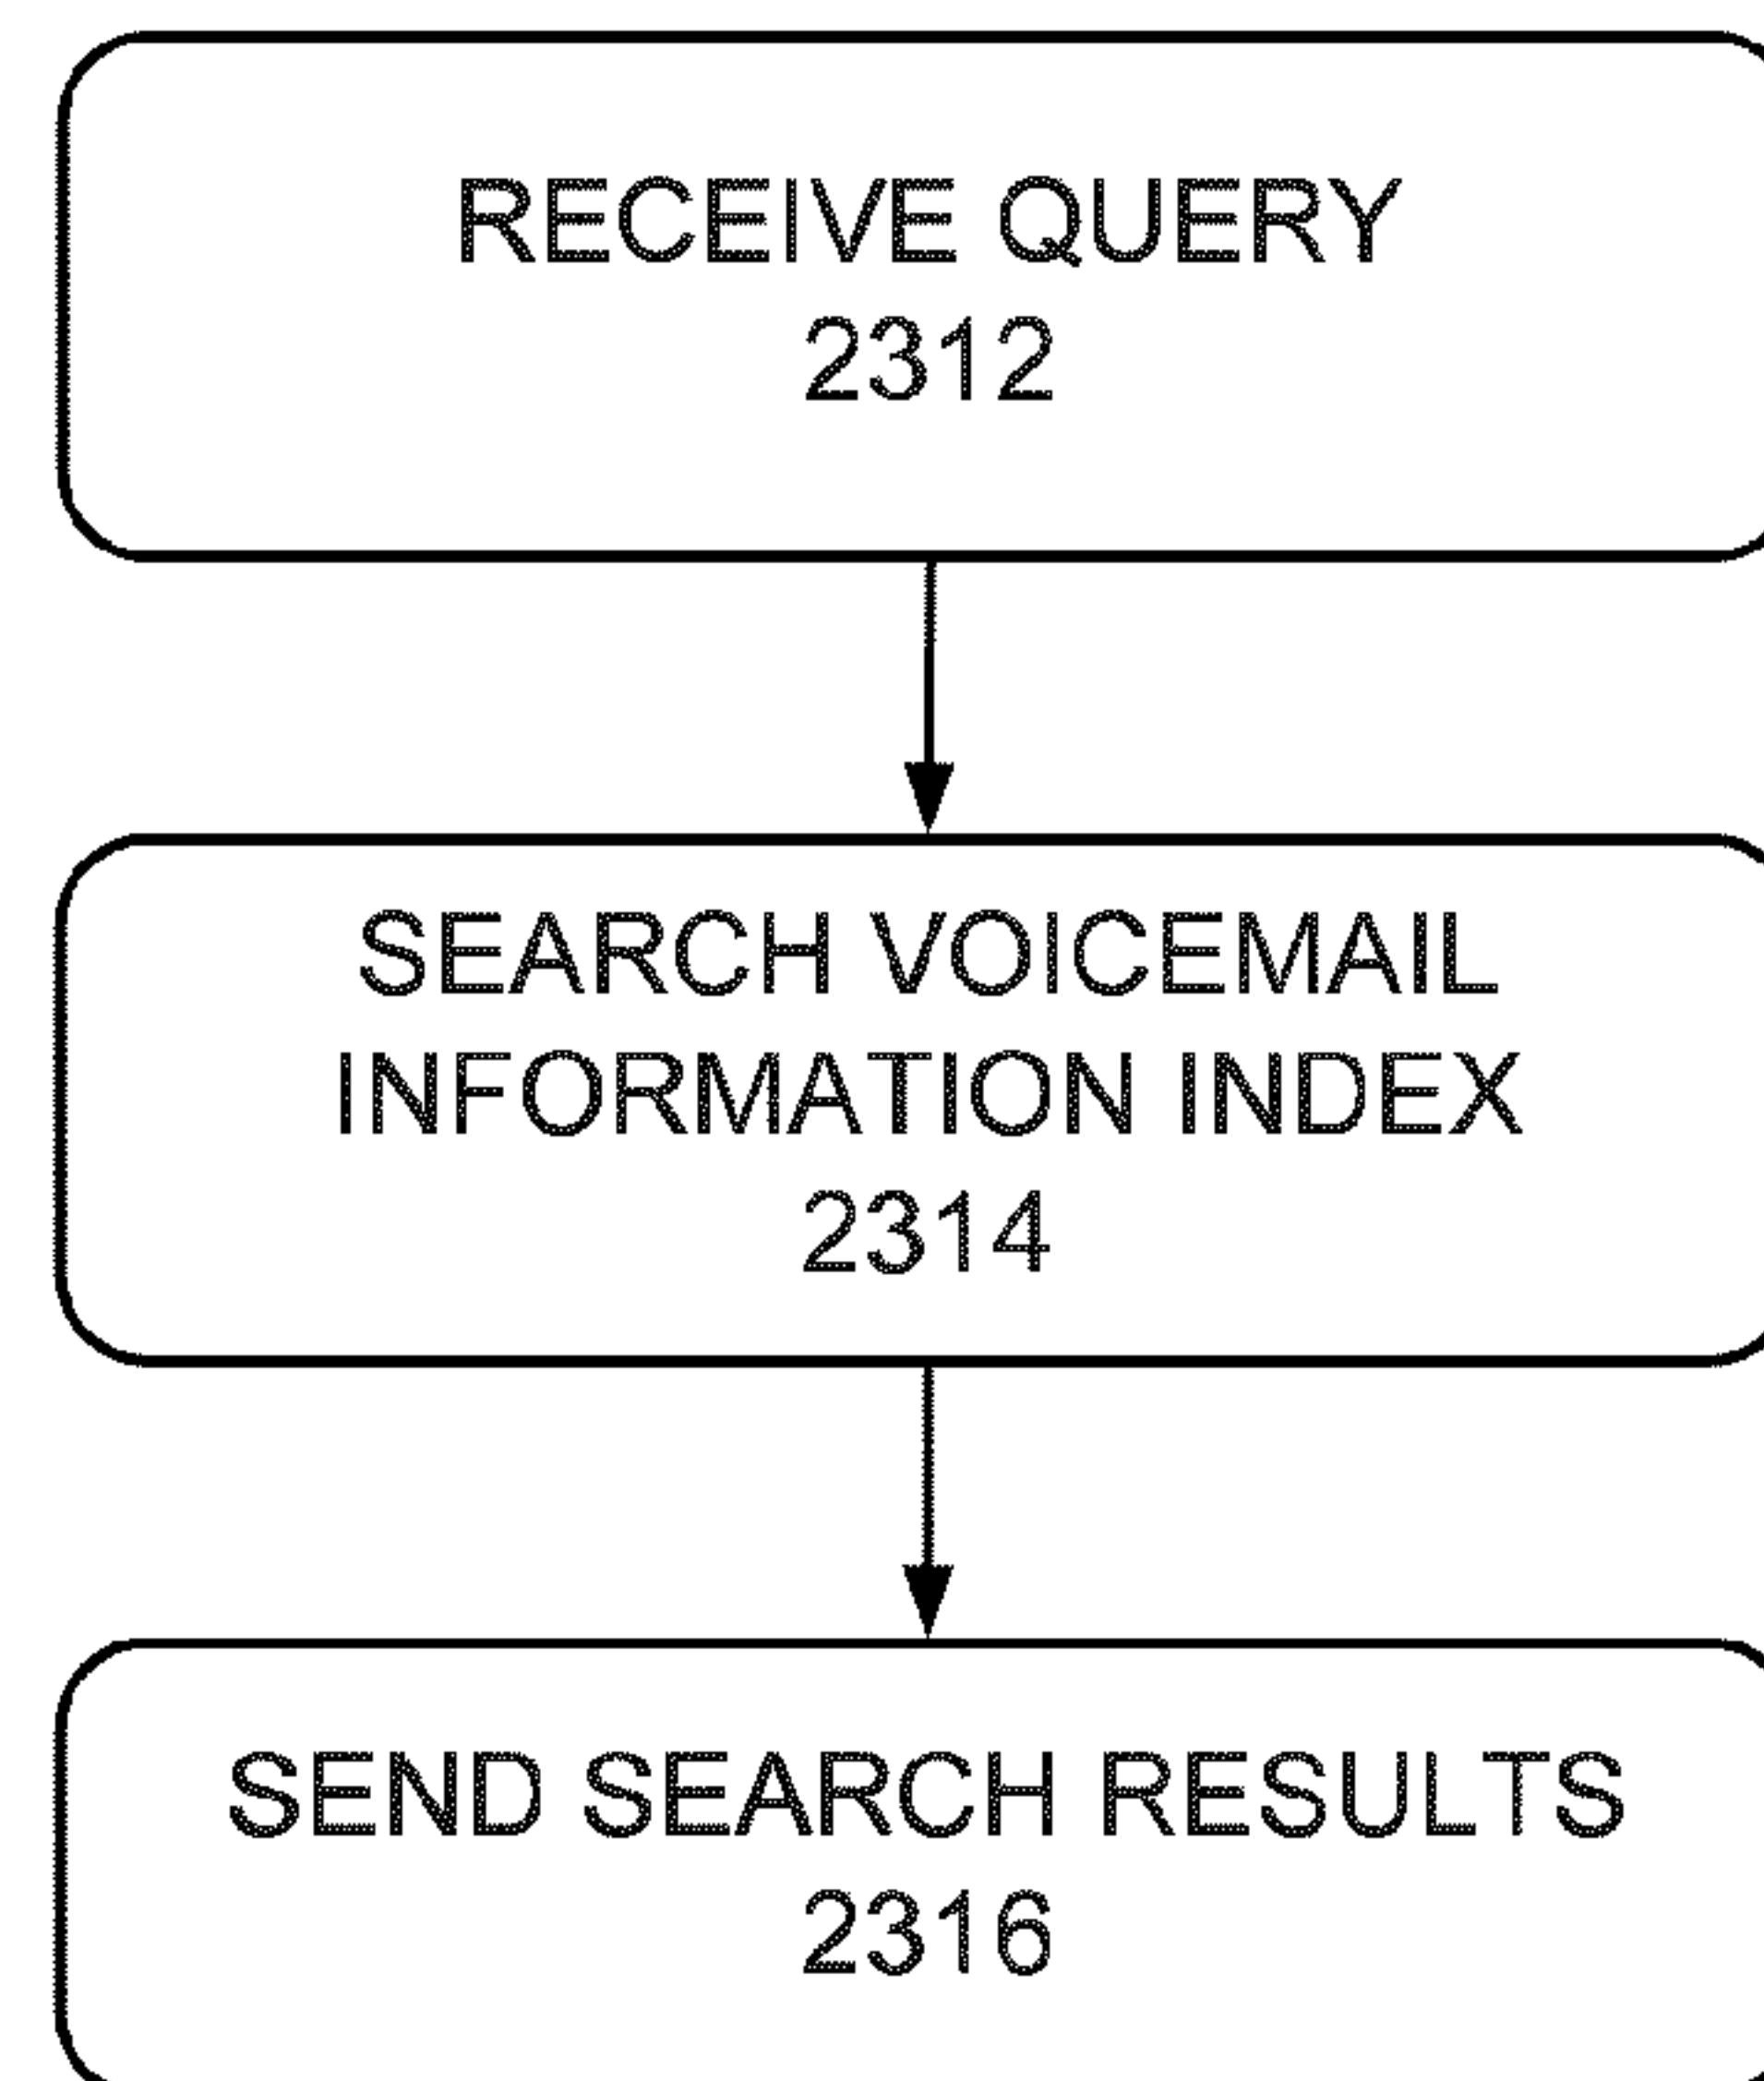 RECEIVE QUERY
2312
SEARCH VOICEMAIL
INFORMATION INDEX
2314
SEND SEARCH RESULTS
2316